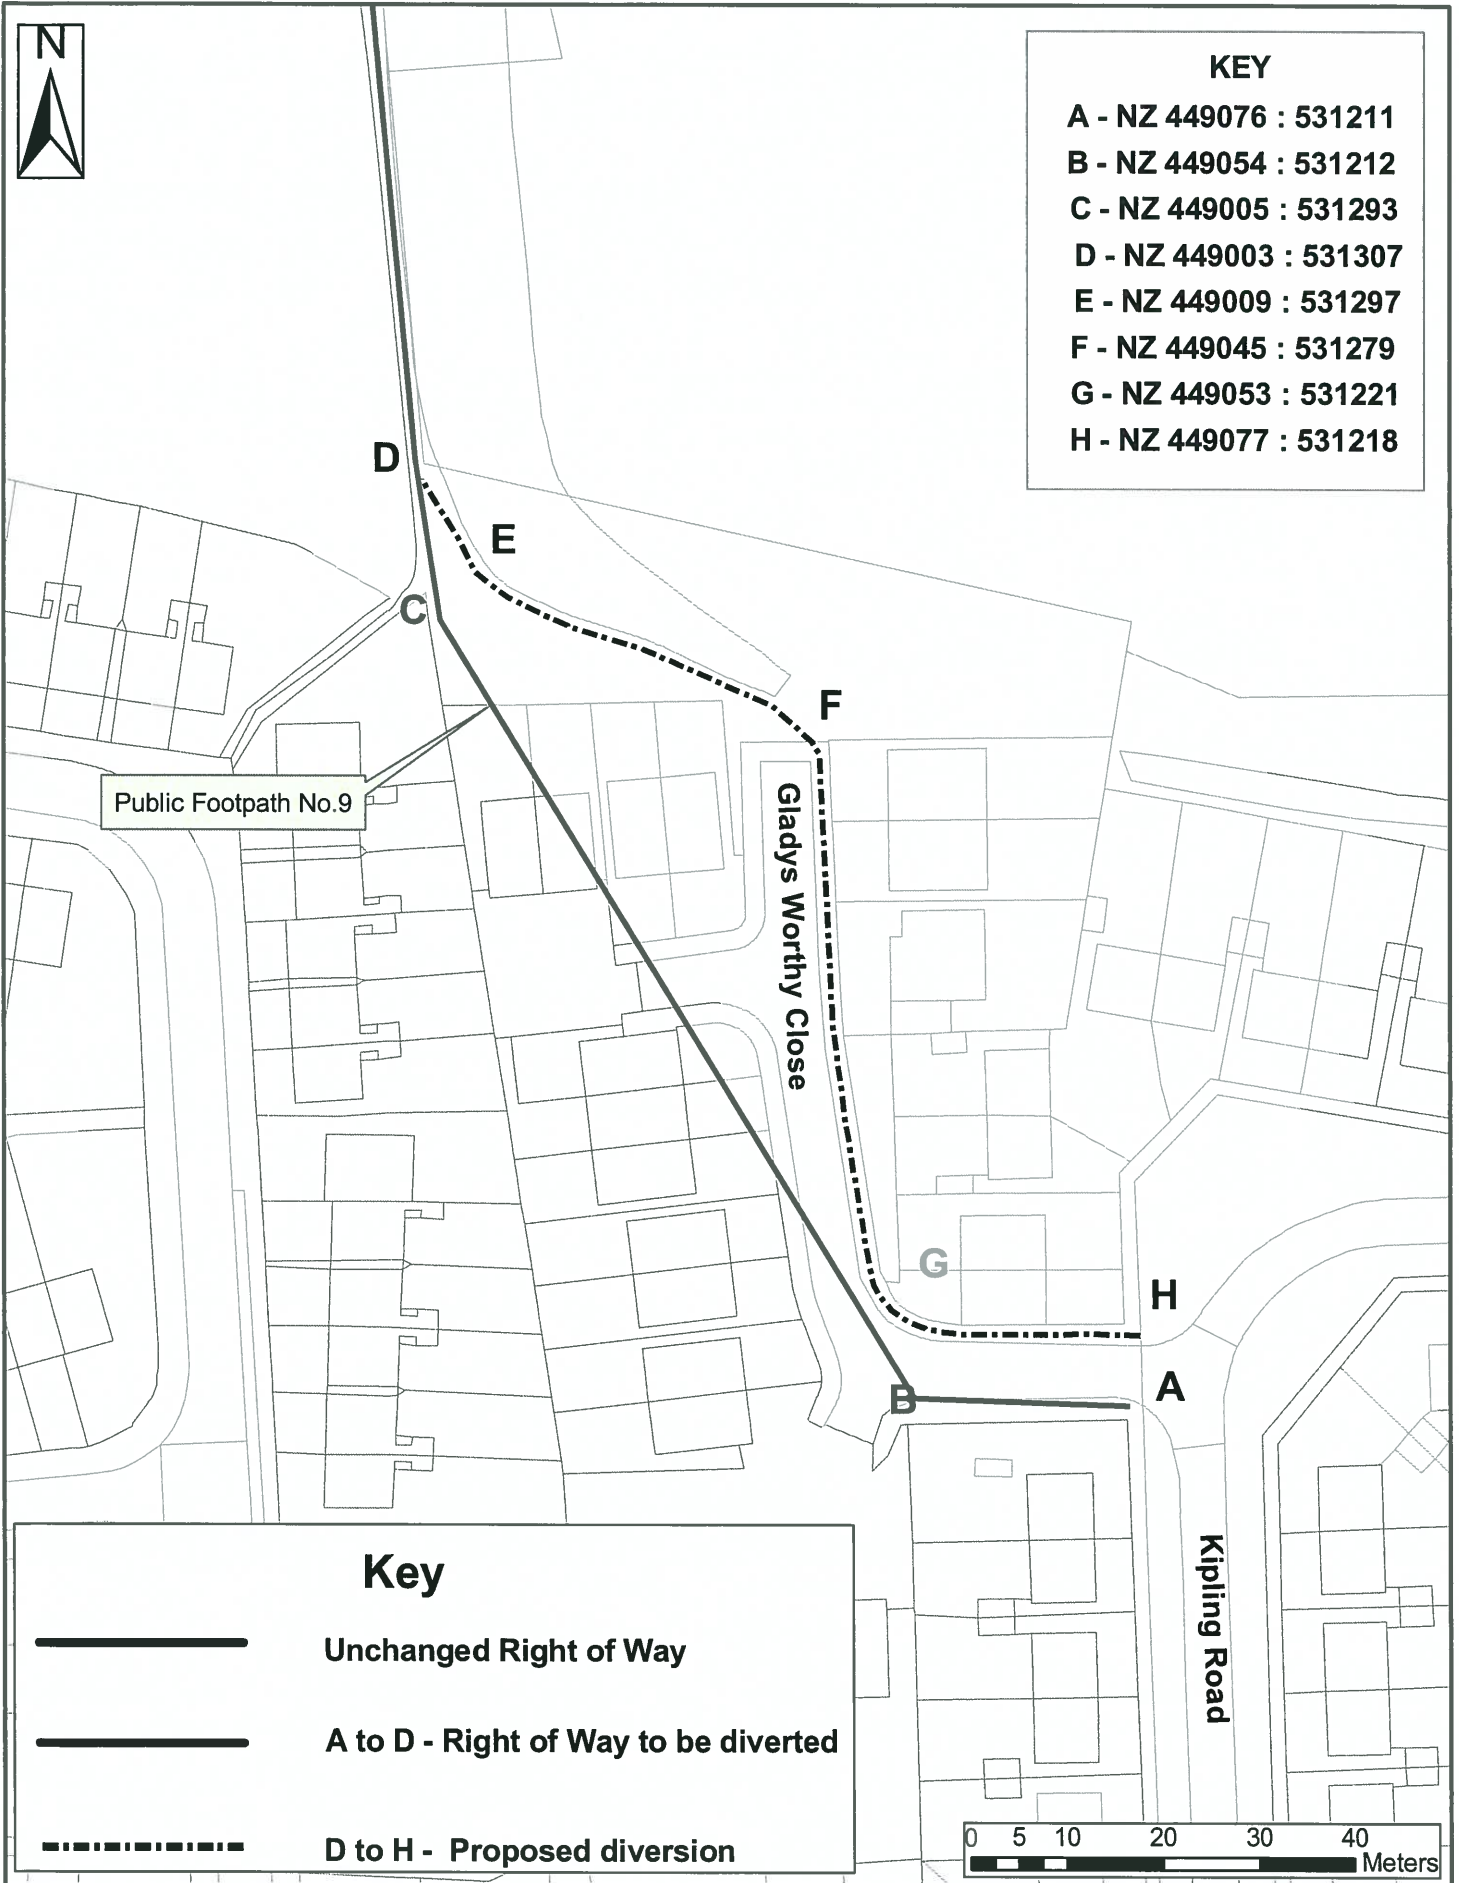 N
KEY
A - NZ 449076 : 531211
B - NZ 449054 : 531212
C - NZ 449005 : 531293
D - NZ 449003 : 531307
E - NZ 449009 : 531297
F - NZ 449045 : 531279
G - NZ 449053 : 531221
H - NZ 449077 : 531218
D
E
C
F
Public Footpath No.9
Gladys Worthy Close
G
H
A
B
Kipling Road
Key
Unchanged Right of Way
A to D - Right of Way to be diverted
D to H - Proposed diversion
0 5 10 20 30 40
Meters